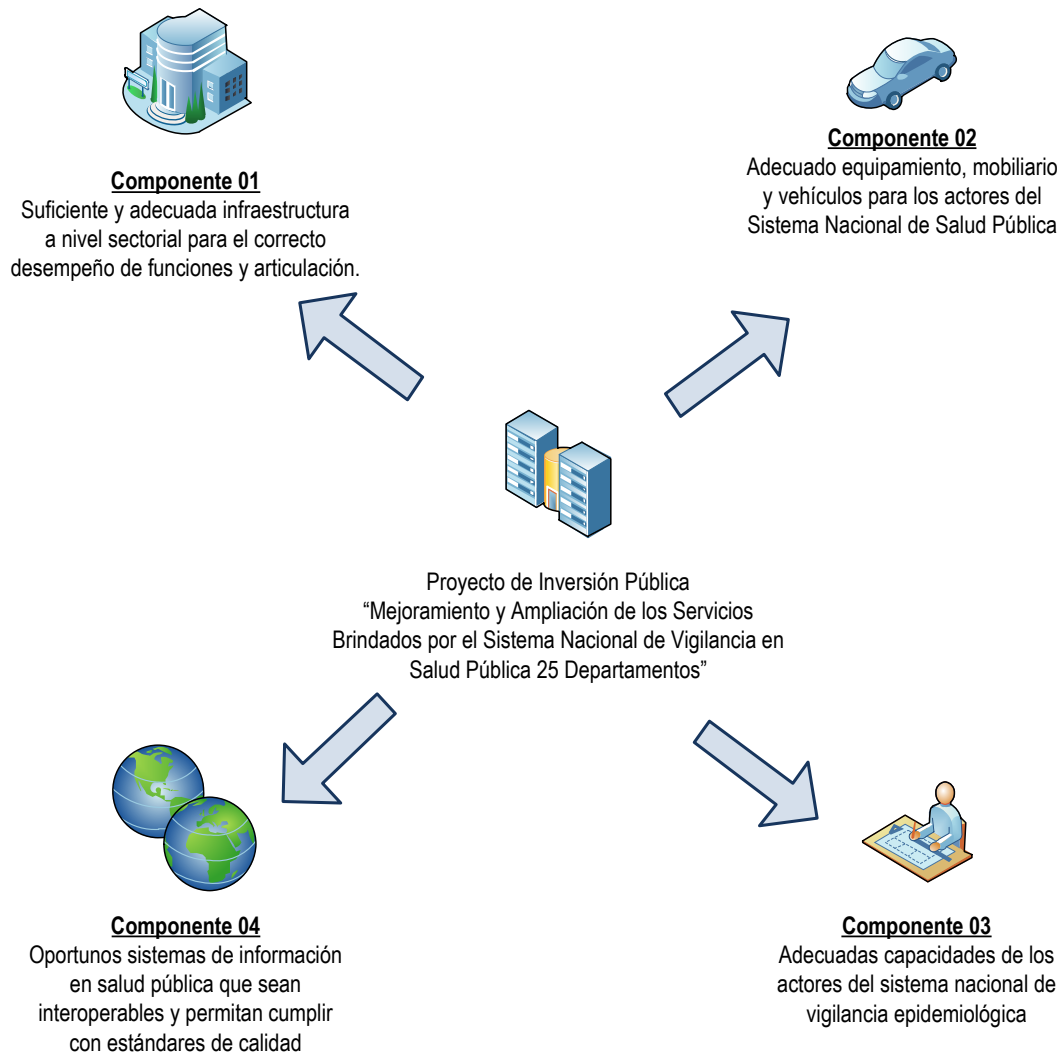 Componente 01
Suficiente y adecuada infraestructura
a nivel sectorial para el correcto
desempeño de funciones y articulación.
Componente 02
Adecuado equipamiento, mobiliario
y vehículos para los actores del
Sistema Nacional de Salud Pública
Proyecto de Inversión Pública
“Mejoramiento y Ampliación de los Servicios
Brindados por el Sistema Nacional de Vigilancia en
Salud Pública 25 Departamentos”
Componente 04
Oportunos sistemas de información
en salud pública que sean
interoperables y permitan cumplir
con estándares de calidad
Componente 03
Adecuadas capacidades de los
actores del sistema nacional de
vigilancia epidemiológica